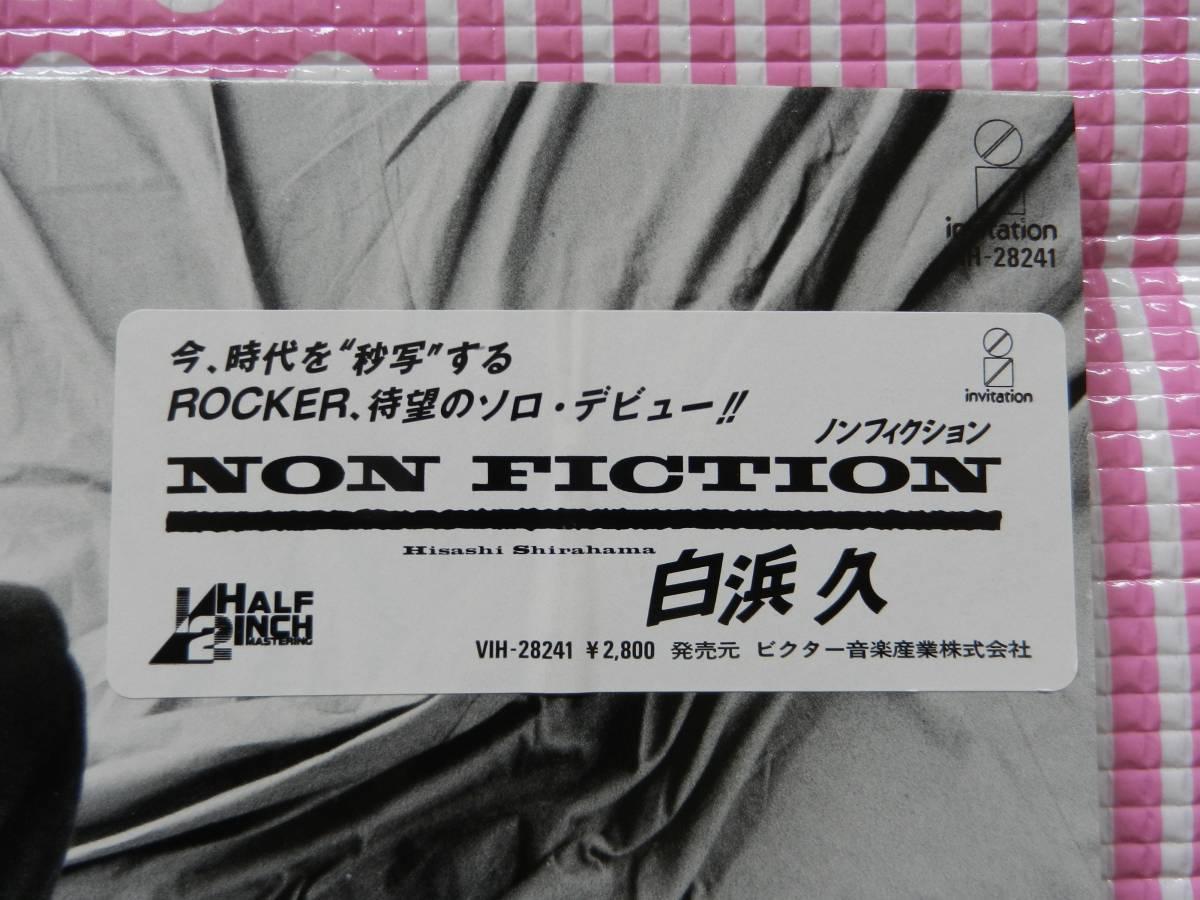 invitation
VIH-28241
今、時代を“秒写”する
ROCKER、待望のソロ・デビュー!!
invitation
ノンフィクション
NON FICTION
Hisashi Shirahama
白浜 久
1/2 HALF INCH
MASTERING
VIH-28241 ¥2,800 発売元 ビクター音楽産業株式会社